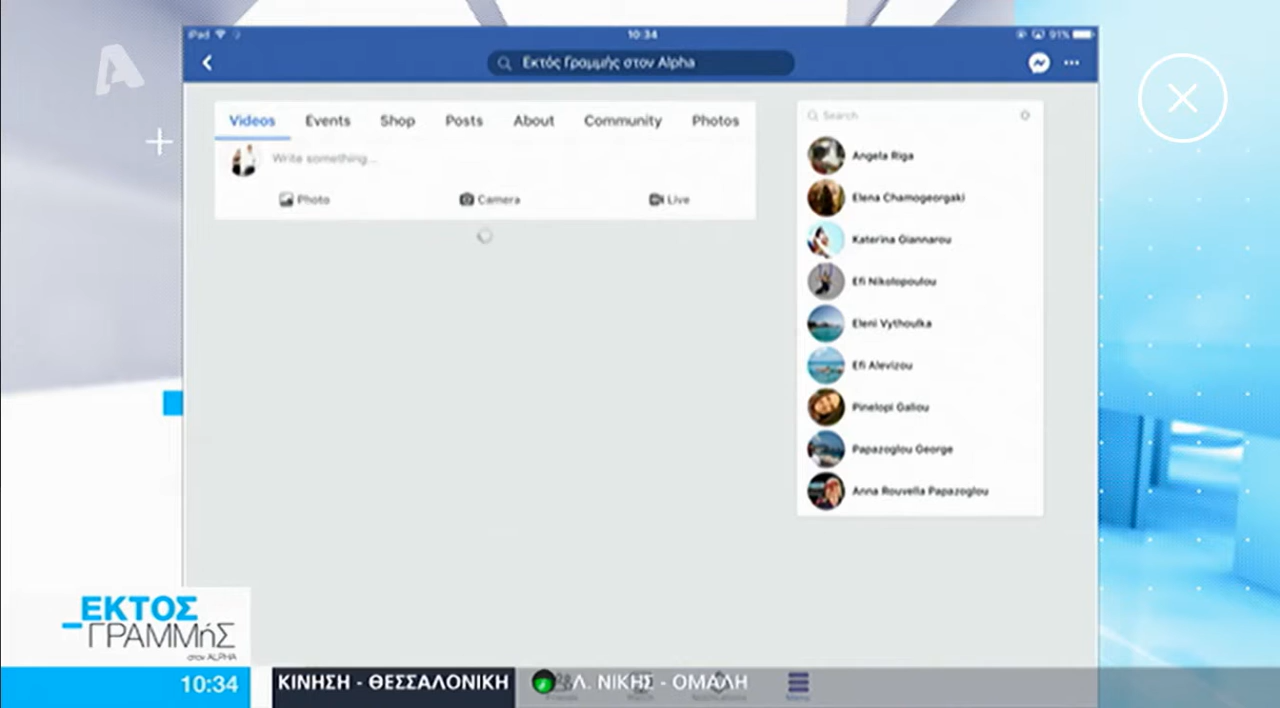 iPad
10:34
91%
Εκτός Γραμμής στον Alpha
Videos Events Shop Posts About Community Photos
Write something...
Photo Camera Live
Search
Angela Riga
Elena Chamogeorgaki
Katerina Giannarou
Efi Nikolopoulou
Eleni Vythoulka
Efi Alevizou
Pinelopi Galiou
Papazoglou George
Anna Rouvella Papazoglou
ΕΚΤΟΣ
ΓΡΑΜΜήΣ
στον ALPHA
10:34
ΚΙΝΗΣΗ - ΘΕΣΣΑΛΟΝΙΚΗ
Λ. ΝΙΚΗΣ - ΟΜΑΛΗ
Menu